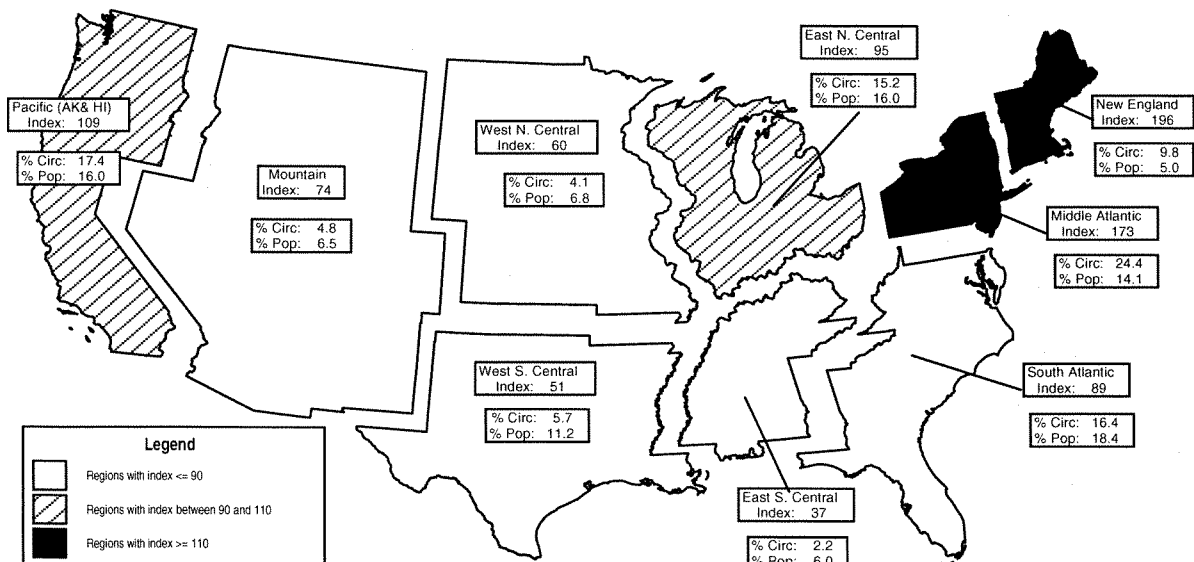 East N. Central
Index: 95
% Circ: 15.2
% Pop: 16.0
Pacific (AK& HI)
Index: 109
% Circ: 17.4
% Pop: 16.0
Mountain
Index: 74
% Circ: 4.8
% Pop: 6.5
West N. Central
Index: 60
% Circ: 4.1
% Pop: 6.8
New England
Index: 196
% Circ: 9.8
% Pop: 5.0
Middle Atlantic
Index: 173
% Circ: 24.4
% Pop: 14.1
West S. Central
Index: 51
% Circ: 5.7
% Pop: 11.2
South Atlantic
Index: 89
% Circ: 16.4
% Pop: 18.4
East S. Central
Index: 37
% Circ: 2.2
% Pop: 6.0
Legend
Regions with index <= 90
Regions with index between 90 and 110
Regions with index >= 110